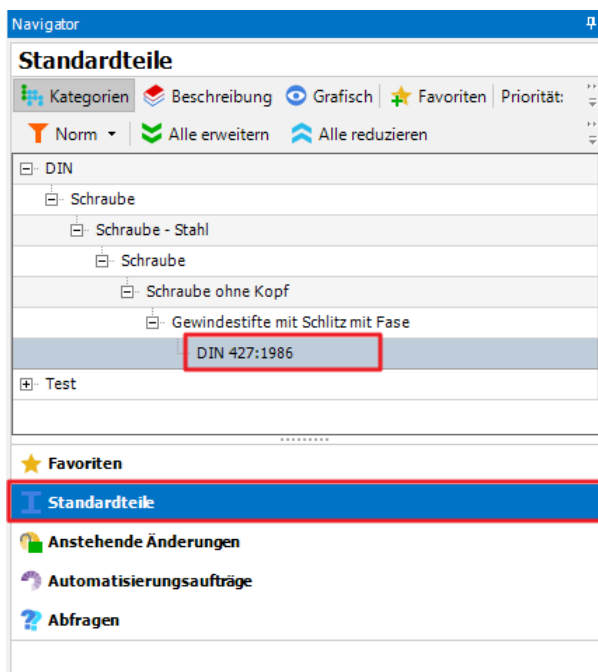 Navigator
Standardteile
Kategorien Beschreibung Grafisch Favoriten Priorität:
Norm Alle erweitern Alle reduzieren
DIN
Schraube
Schraube - Stahl
Schraube
Schraube ohne Kopf
Gewindestifte mit Schlitz mit Fase
DIN 427:1986
Test
Favoriten
Standardteile
Anstehende Änderungen
Automatisierungsaufträge
Abfragen